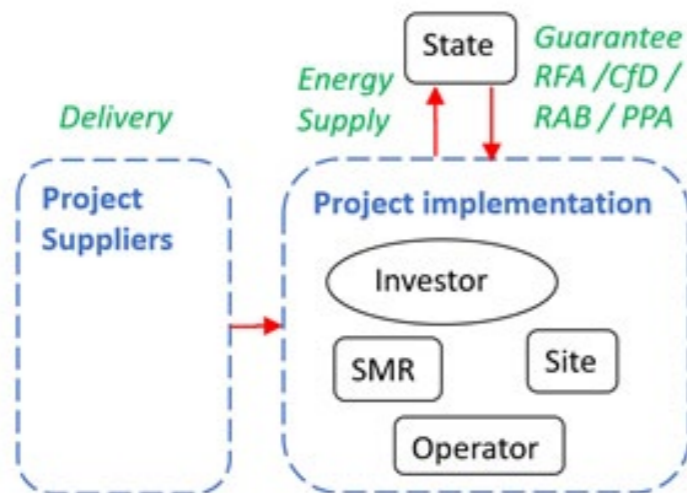 State
Guarantee
RFA /CfD /
RAB / PPA
Energy
Supply
Delivery
Project
Suppliers
Project implementation
Investor
SMR
Site
Operator